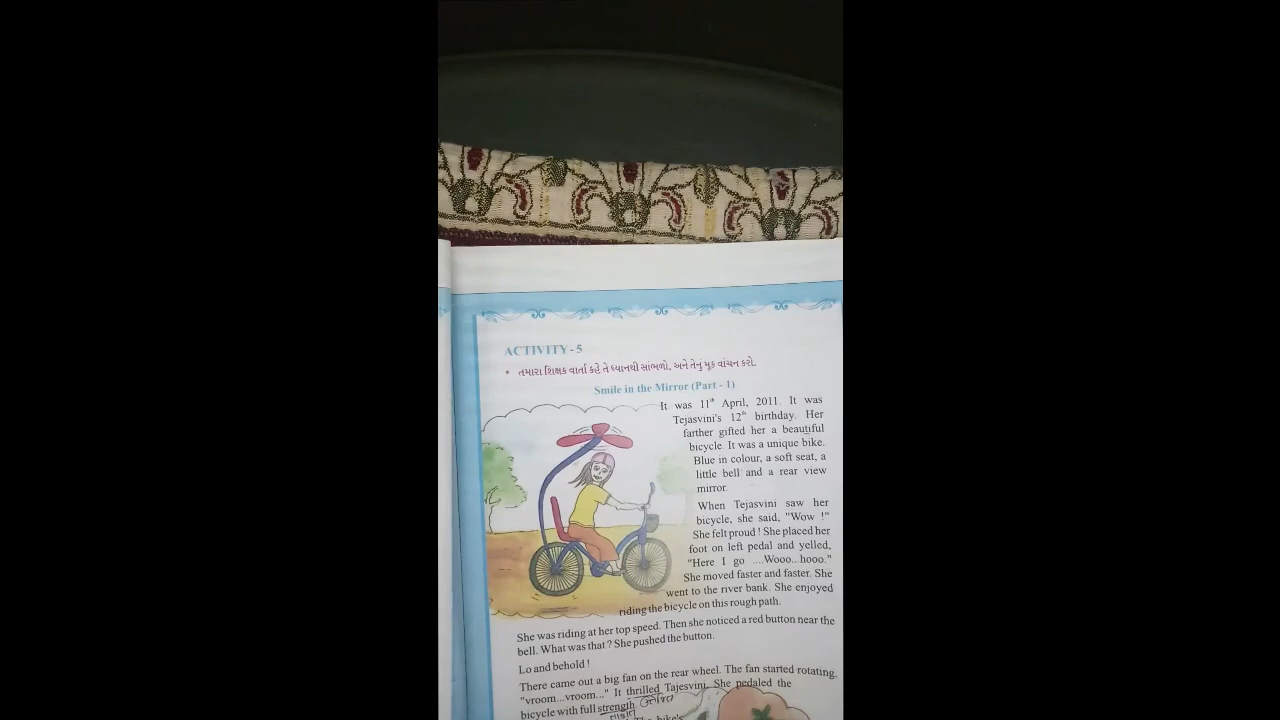 ACTIVITY - 5
• તમારા શિક્ષક વાર્તા કહે તે ધ્યાનથી સાંભળો, અને તેનું મૂક વાંચન કરો.
Smile in the Mirror (Part - 1)
It was 11th April, 2011. It was
Tejasvini's 12th birthday. Her
farther gifted her a beautiful
bicycle. It was a unique bike.
Blue in colour, a soft seat, a
little bell and a rear view
mirror.
When Tejasvini saw her
bicycle, she said, "Wow !"
She felt proud ! She placed her
foot on left pedal and yelled,
"Here I go ....Wooo.. hooo."
She moved faster and faster. She
went to the river bank. She enjoyed
riding the bicycle on this rough path.
She was riding at her top speed. Then she noticed a red button near the
bell. What was that ? She pushed the button.
Lo and behold !
There came out a big fan on the rear wheel. The fan started rotating.
"vroom...vroom..." It thrilled Tajesvini. She pedaled the
bicycle with full strength.
bike's